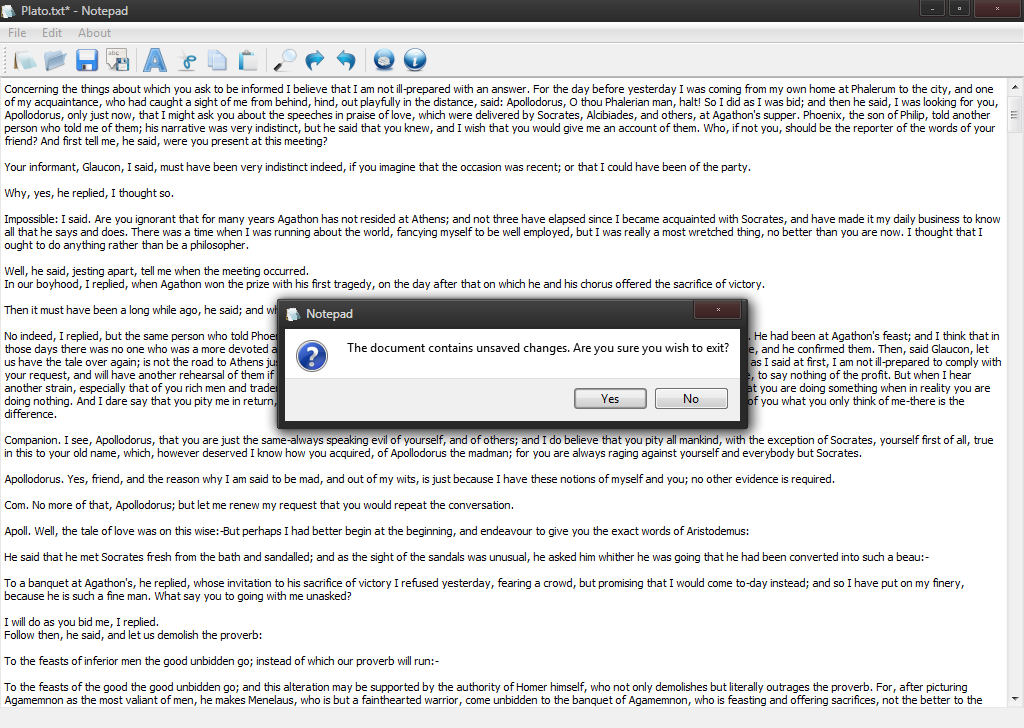 Plato.txt* - Notepad
File Edit About
abc
Concerning the things about which you ask to be informed I believe that I am not ill-prepared with an answer. For the day before yesterday I was coming from my own home at Phalerum to the city, and one
of my acquaintance, who had caught a sight of me from behind, hind, out playfully in the distance, said: Apollodorus, O thou Phalerian man, halt! So I did as I was bid; and then he said, I was looking for you,
Apollodorus, only just now, that I might ask you about the speeches in praise of love, which were delivered by Socrates, Alcibiades, and others, at Agathon's supper. Phoenix, the son of Philip, told another
person who told me of them; his narrative was very indistinct, but he said that you knew, and I wish that you would give me an account of them. Who, if not you, should be the reporter of the words of your
friend? And first tell me, he said, were you present at this meeting?
Your informant, Glaucon, I said, must have been very indistinct indeed, if you imagine that the occasion was recent; or that I could have been of the party.
Why, yes, he replied, I thought so.
Impossible: I said. Are you ignorant that for many years Agathon has not resided at Athens; and not three have elapsed since I became acquainted with Socrates, and have made it my daily business to know
all that he says and does. There was a time when I was running about the world, fancying myself to be well employed, but I was really a most wretched thing, no better than you are now. I thought that I
ought to do anything rather than be a philosopher.
Well, he said, jesting apart, tell me when the meeting occurred.
In our boyhood, I replied, when Agathon won the prize with his first tragedy, on the day after that on which he and his chorus offered the sacrifice of victory.
Then it must have been a long while ago, he said; and
No indeed, I replied, but the same person who told . He had been at Agathon's feast; and I think that in
those days there was no one who was a more devoted , and he confirmed them. Then, said Glaucon, let
us have the tale over again; is not the road to Athens as I said at first, I am not ill-prepared to comply with
your request, and will have another rehearsal of them if , to say nothing of the profit. But when I hear
another strain, especially that of you rich men and you are doing something when in reality you are
doing nothing. And I dare say that you pity me in return, of you what you only think of me-there is the
difference.
Notepad
The document contains unsaved changes. Are you sure you wish to exit?
Yes No
Companion. I see, Apollodorus, that you are just the same-always speaking evil of yourself, and of others; and I do believe that you pity all mankind, with the exception of Socrates, yourself first of all, true
in this to your old name, which, however deserved I know how you acquired, of Apollodorus the madman; for you are always raging against yourself and everybody but Socrates.
Apollodorus. Yes, friend, and the reason why I am said to be mad, and out of my wits, is just because I have these notions of myself and you; no other evidence is required.
Com. No more of that, Apollodorus; but let me renew my request that you would repeat the conversation.
Apoll. Well, the tale of love was on this wise:-But perhaps I had better begin at the beginning, and endeavour to give you the exact words of Aristodemus:
He said that he met Socrates fresh from the bath and sandalled; and as the sight of the sandals was unusual, he asked him whither he was going that he had been converted into such a beau:-
To a banquet at Agathon's, he replied, whose invitation to his sacrifice of victory I refused yesterday, fearing a crowd, but promising that I would come to-day instead; and so I have put on my finery,
because he is such a fine man. What say you to going with me unasked?
I will do as you bid me, I replied.
Follow then, he said, and let us demolish the proverb:
To the feasts of inferior men the good unbidden go; instead of which our proverb will run:-
To the feasts of the good the good unbidden go; and this alteration may be supported by the authority of Homer himself, who not only demolishes but literally outrages the proverb. For, after picturing
Agamemnon as the most valiant of men, he makes Menelaus, who is but a fainthearted warrior, come unbidden to the banquet of Agamemnon, who is feasting and offering sacrifices, not the better to the